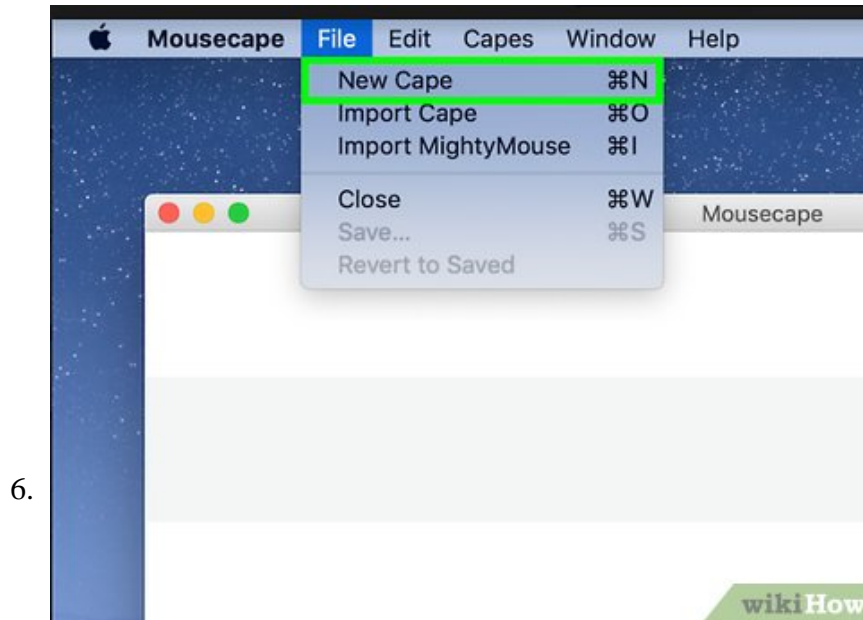 Mousecape File Edit Capes Window Help
New Cape ⌘N
Import Cape ⌘O
Import MightyMouse ⌘I
Close ⌘W
Mousecape
Save... ⌘S
Revert to Saved
6.
wikiHow